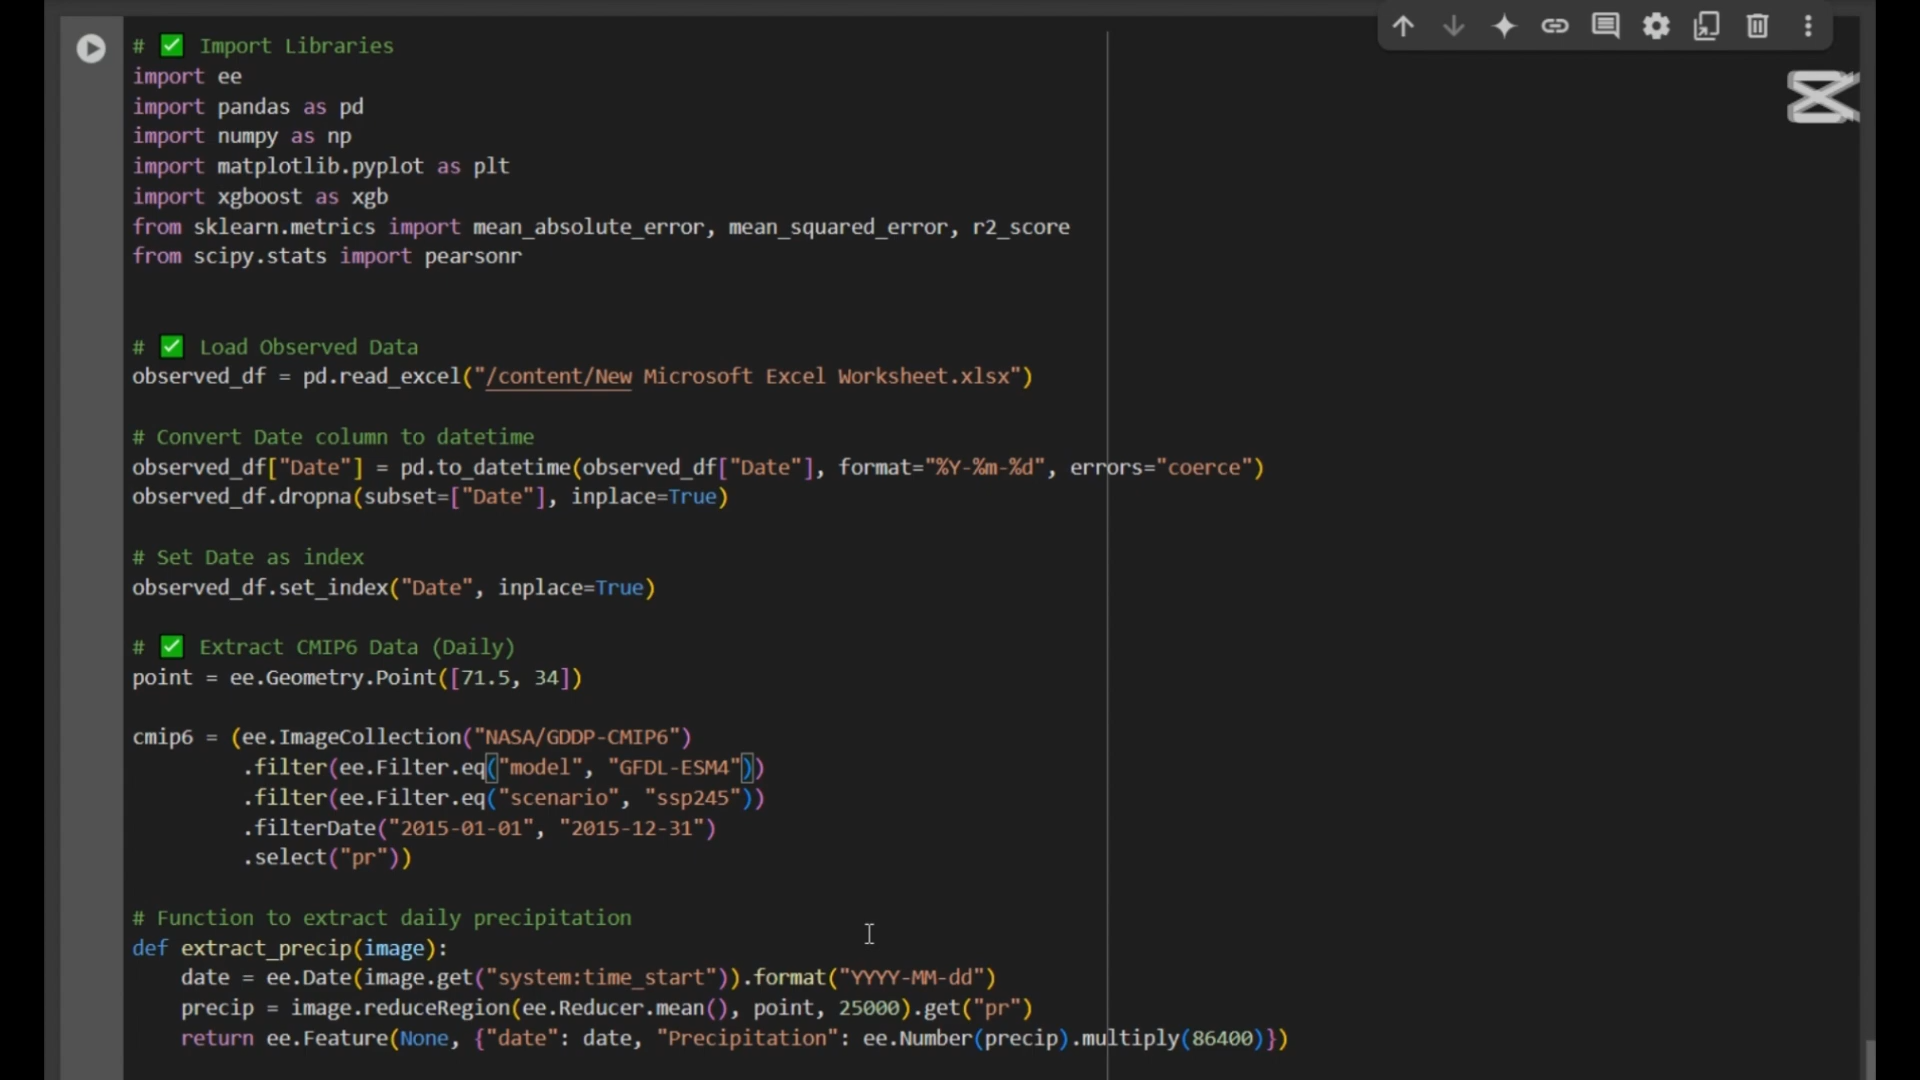 # ✅ Import Libraries
import ee
import pandas as pd
import numpy as np
import matplotlib.pyplot as plt
import xgboost as xgb
from sklearn.metrics import mean_absolute_error, mean_squared_error, r2_score
from scipy.stats import pearsonr
# ✅ Load Observed Data
observed_df = pd.read_excel("/content/New Microsoft Excel Worksheet.xlsx")
# Convert Date column to datetime
observed_df["Date"] = pd.to_datetime(observed_df["Date"], format="%Y-%m-%d", errors="coerce")
observed_df.dropna(subset=["Date"], inplace=True)
# Set Date as index
observed_df.set_index("Date", inplace=True)
# ✅ Extract CMIP6 Data (Daily)
point = ee.Geometry.Point([71.5, 34])
cmip6 = (ee.ImageCollection("NASA/GDDP-CMIP6")
.filter(ee.Filter.eq("model", "GFDL-ESM4"))
.filter(ee.Filter.eq("scenario", "ssp245"))
.filterDate("2015-01-01", "2015-12-31")
.select("pr"))
# Function to extract daily precipitation
def extract_precip(image):
date = ee.Date(image.get("system:time_start")).format("YYYY-MM-dd")
precip = image.reduceRegion(ee.Reducer.mean(), point, 25000).get("pr")
return ee.Feature(None, {"date": date, "Precipitation": ee.Number(precip).multiply(86400)})